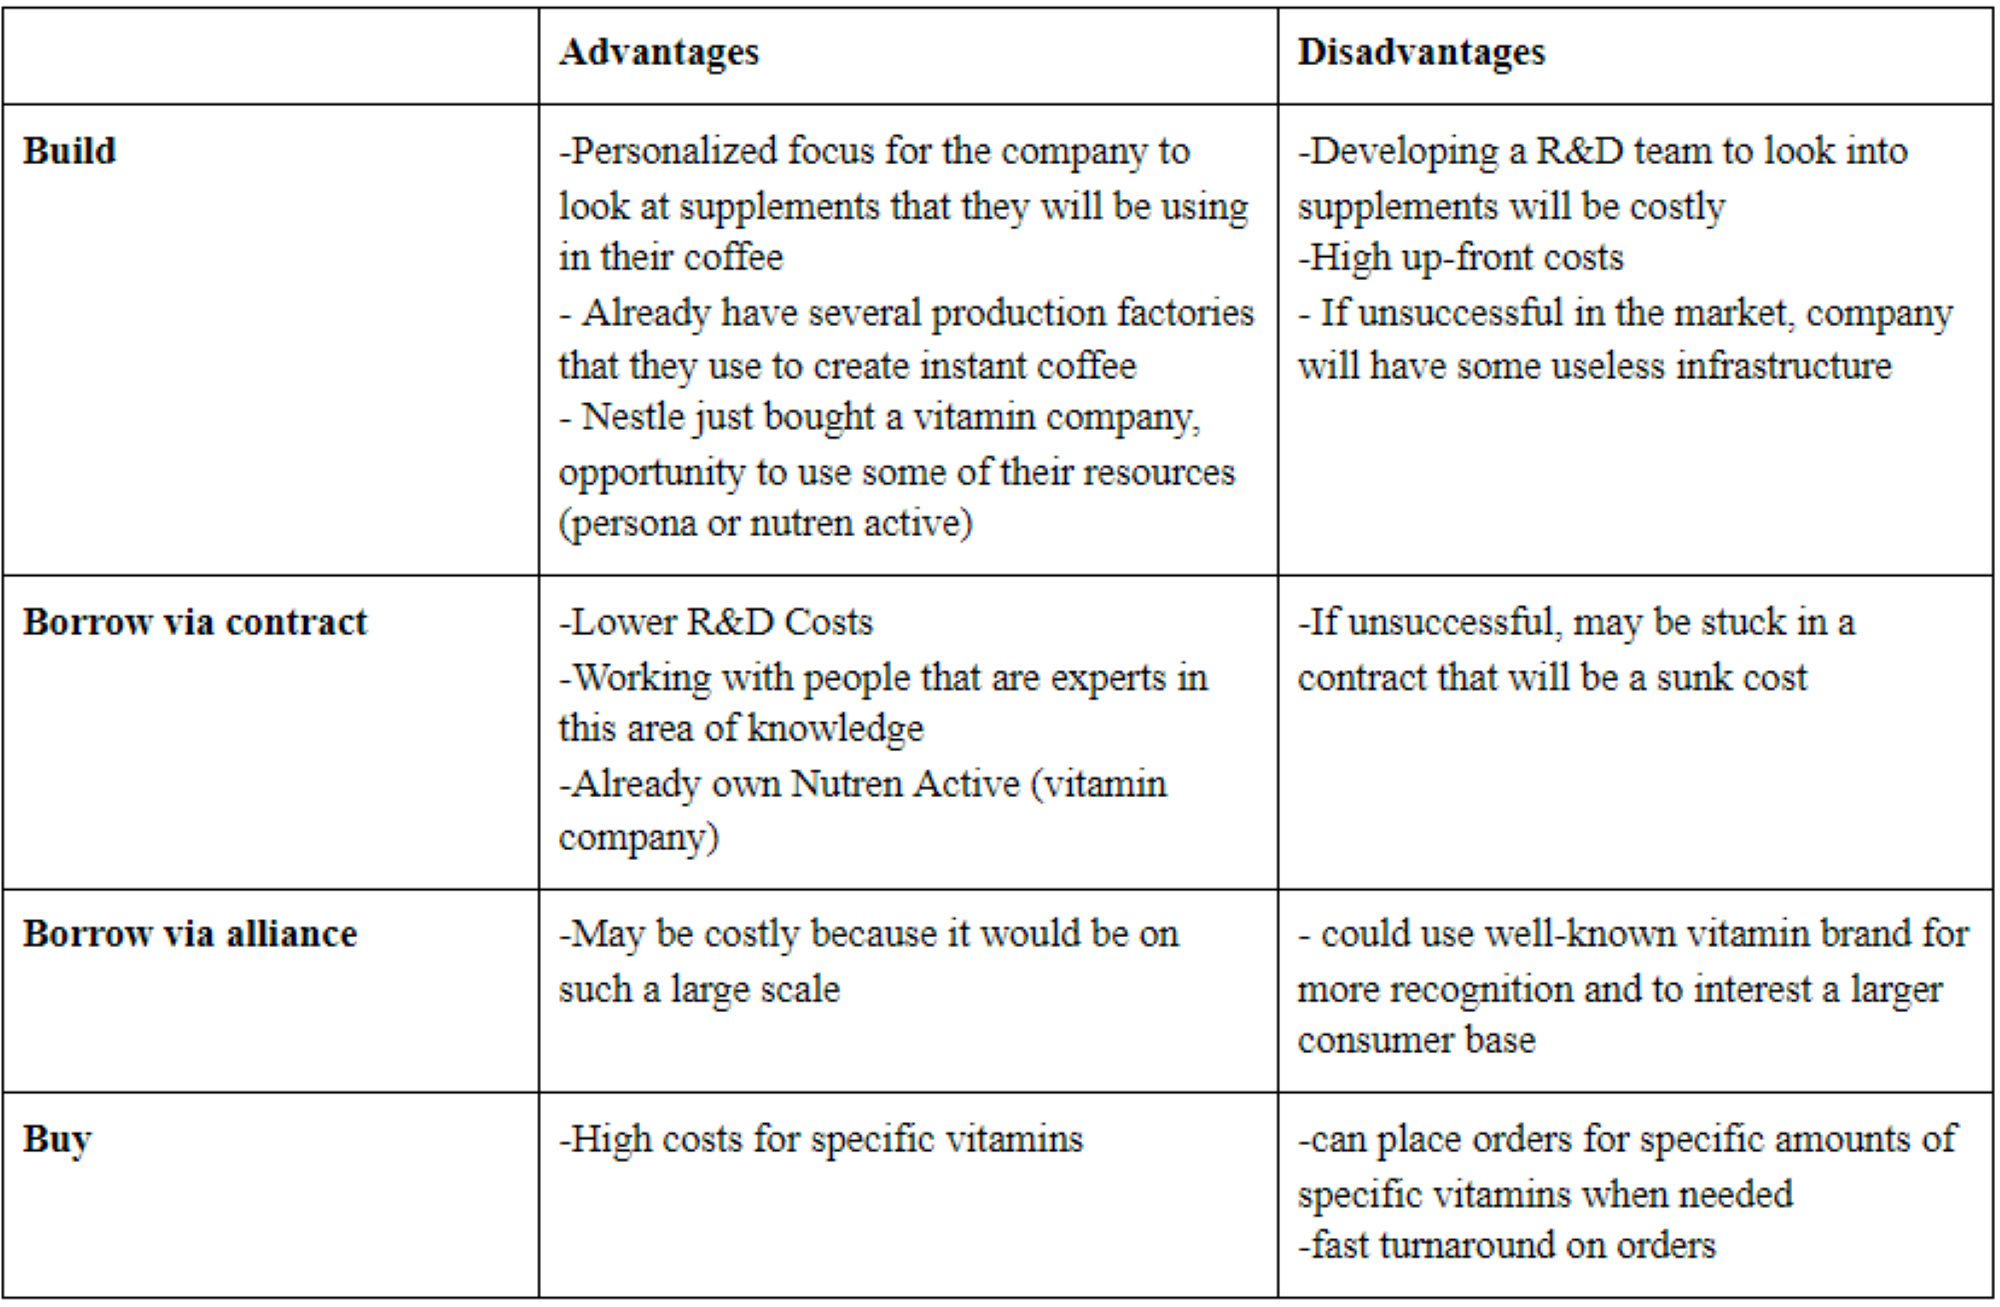 Advantages
Disadvantages
Build
-Personalized focus for the company to
look at supplements that they will be using
in their coffee
- Already have several production factories
that they use to create instant coffee
- Nestle just bought a vitamin company,
opportunity to use some of their resources
(persona or nutren active)
-Developing a R&D team to look into
supplements will be costly
-High up-front costs
- If unsuccessful in the market, company
will have some useless infrastructure
Borrow via contract
-Lower R&D Costs
-Working with people that are experts in
this area of knowledge
-Already own Nutren Active (vitamin
company)
-If unsuccessful, may be stuck in a
contract that will be a sunk cost
Borrow via alliance
-May be costly because it would be on
such a large scale
- could use well-known vitamin brand for
more recognition and to interest a larger
consumer base
Buy
-High costs for specific vitamins
-can place orders for specific amounts of
specific vitamins when needed
-fast turnaround on orders